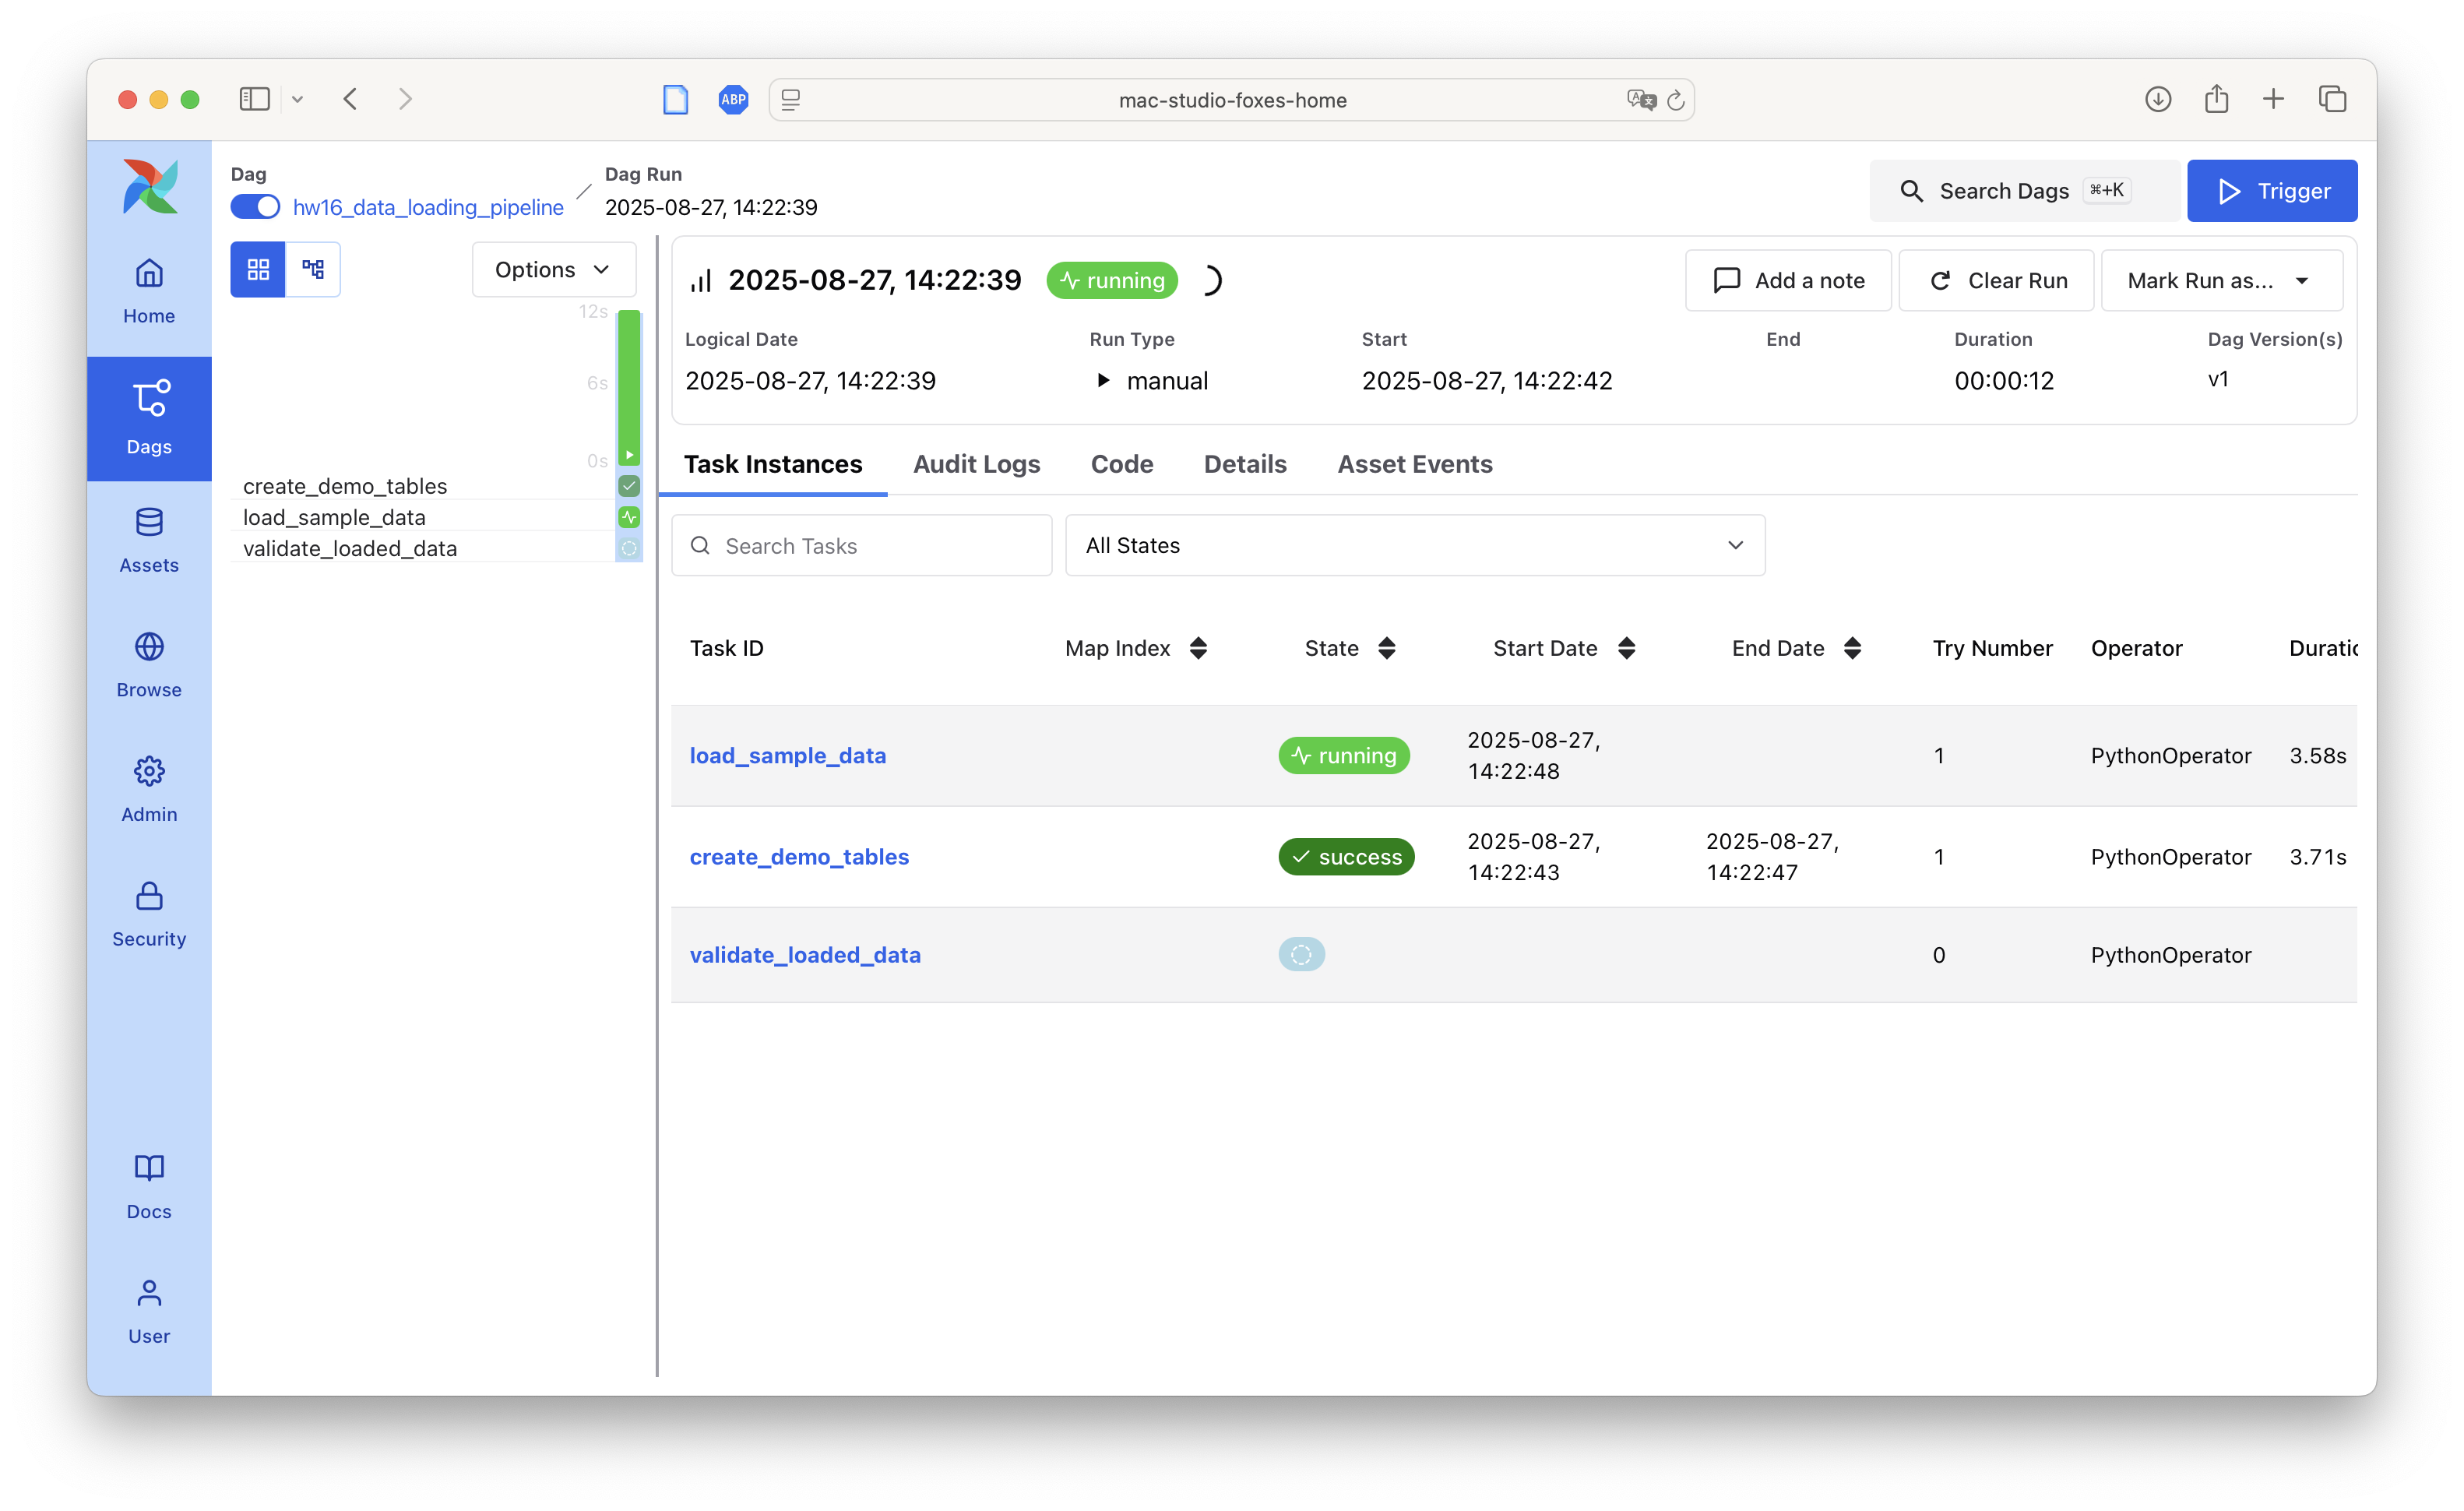 ABP
mac-studio-foxes-home
Dag
hw16_data_loading_pipeline
Dag Run
2025-08-27, 14:22:39
Search Dags ⌘+K
Trigger
Home
Dags
Assets
Browse
Admin
Security
Docs
User
Options
12s
6s
0s
create_demo_tables
load_sample_data
validate_loaded_data
2025-08-27, 14:22:39 running
Add a note
Clear Run
Mark Run as...
Logical Date Run Type Start End Duration Dag Version(s)
2025-08-27, 14:22:39 manual 2025-08-27, 14:22:42 00:00:12 v1
Task Instances Audit Logs Code Details Asset Events
Search Tasks
All States
Task ID Map Index State Start Date End Date Try Number Operator Duratic
load_sample_data running 2025-08-27, 14:22:48 1 PythonOperator 3.58s
create_demo_tables success 2025-08-27, 14:22:43 2025-08-27, 14:22:47 1 PythonOperator 3.71s
validate_loaded_data 0 PythonOperator